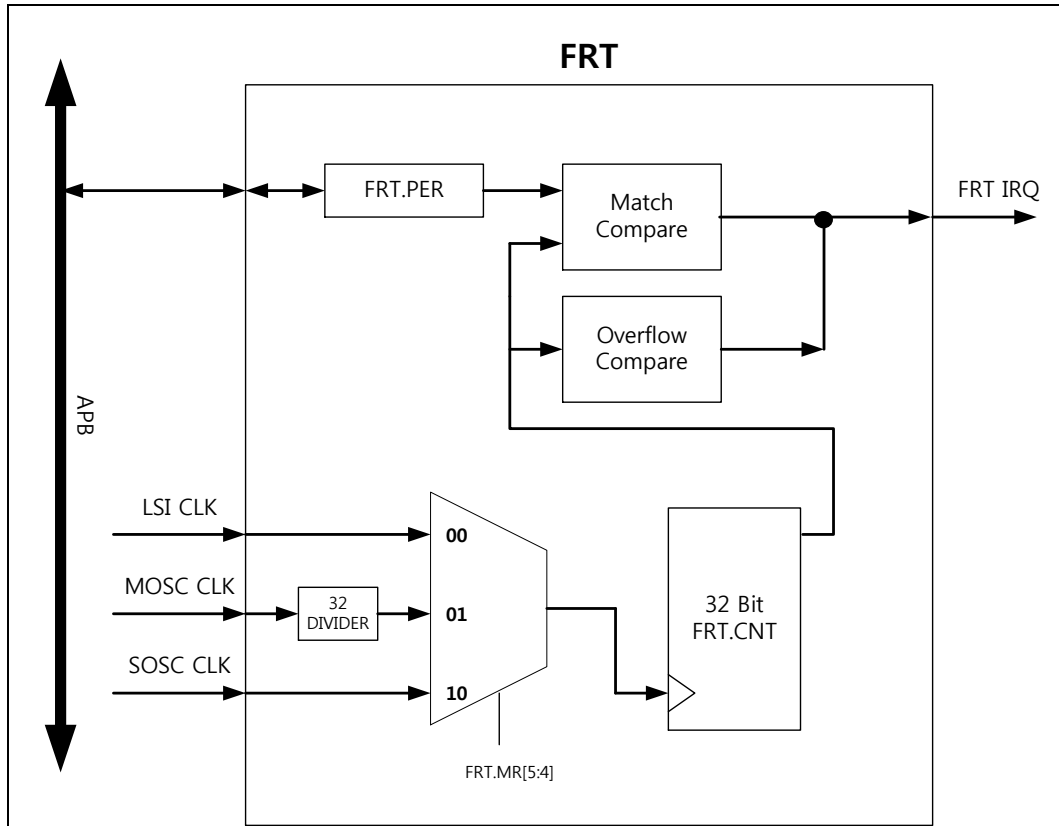 FRT
FRT.PER
Match
Compare
FRT IRQ
Overflow
Compare
APB
LSI CLK
00
MOSC CLK
32
DIVIDER
01
32 Bit
FRT.CNT
SOSC CLK
10
FRT.MR[5:4]